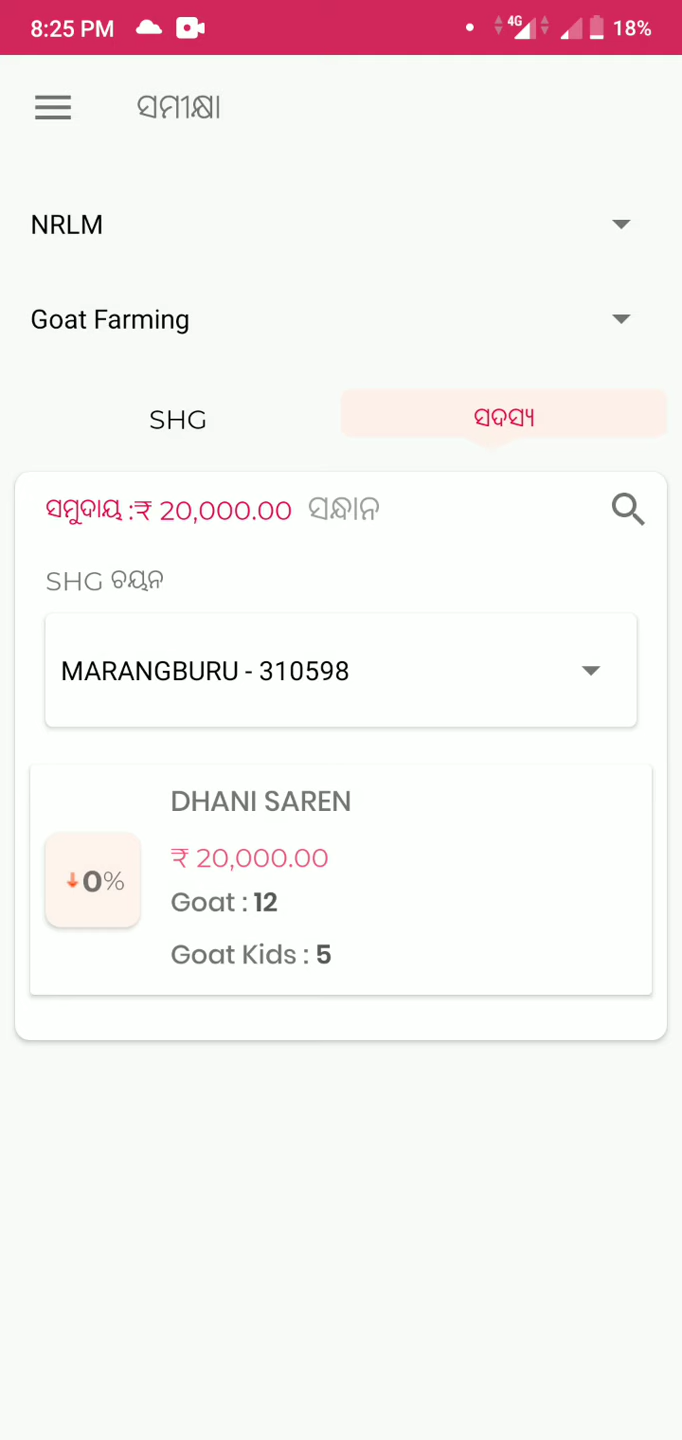 8:25 PM 4G 18%
ସମୀକ୍ଷା
NRLM
Goat Farming
SHG ସଦସ୍ୟ
ସମୁଦାୟ :₹ 20,000.00 ସନ୍ଧାନ
SHG ଚୟନ
MARANGBURU - 310598
DHANI SAREN
₹ 20,000.00
0%
Goat : 12
Goat Kids : 5